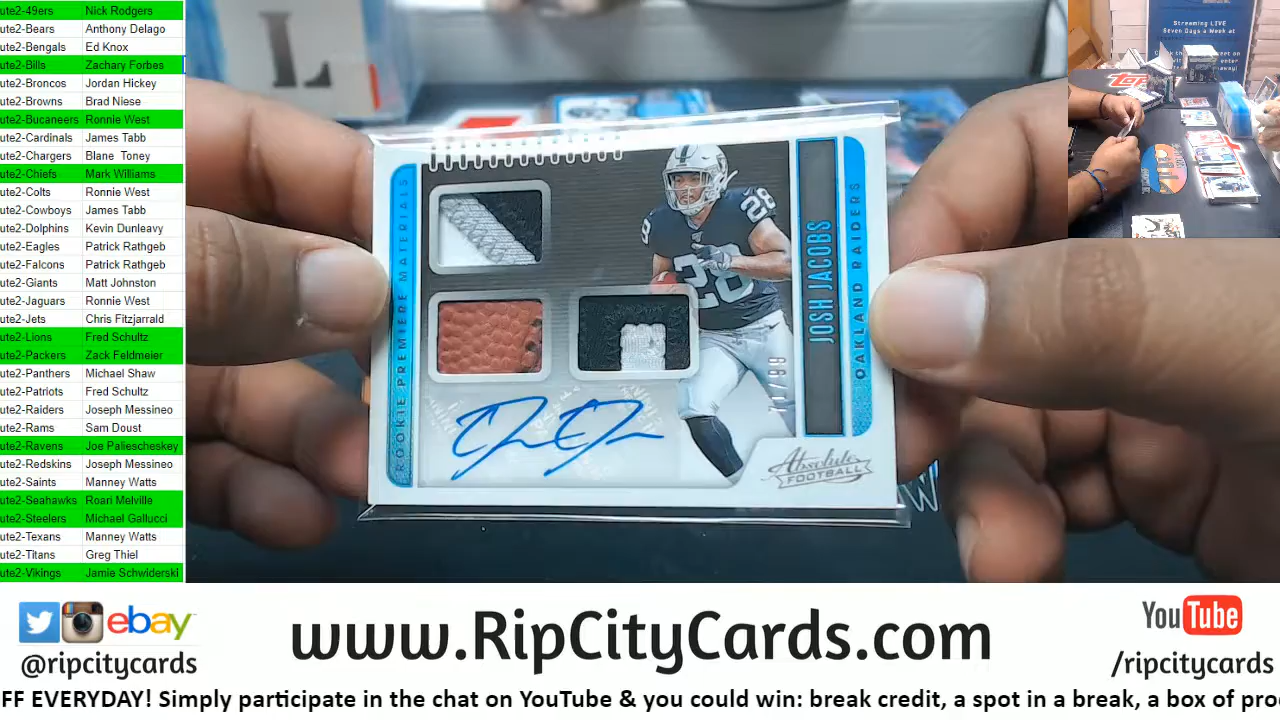 ute2-49ers Nick Rodgers
ute2-Bears Anthony Delago
ute2-Bengals Ed Knox
ute2-Bills Zachary Forbes
ute2-Broncos Jordan Hickey
ute2-Browns Brad Niese
ute2-Bucaneers Ronnie West
ute2-Cardinals James Tabb
ute2-Chargers Blane Toney
ute2-Chiefs Mark Williams
ute2-Colts Ronnie West
ute2-Cowboys James Tabb
ute2-Dolphins Kevin Dunleavy
ute2-Eagles Patrick Rathgeb
ute2-Falcons Patrick Rathgeb
ute2-Giants Matt Johnston
ute2-Jaguars Ronnie West
ute2-Jets Chris Fitzjarrald
ute2-Lions Fred Schultz
ute2-Packers Zack Feldmeier
ute2-Panthers Michael Shaw
ute2-Patriots Fred Schultz
ute2-Raiders Joseph Messineo
ute2-Rams Sam Doust
ute2-Ravens Joe Paliescheskey
ute2-Redskins Joseph Messineo
ute2-Saints Manney Watts
ute2-Seahawks Roari Melville
ute2-Steelers Michael Gallucci
ute2-Texans Manney Watts
ute2-Titans Greg Thiel
ute2-Vikings Jamie Schwiderski
ROOKIE PREMIERE MATERIALS
28
28
28
JOSH JACOBS
OAKLAND RAIDERS
Absolute
FOOTBALL
Streaming LIVE
Seven Days a Week at
ebay
www.RipCityCards.com
YouTube
@ripcitycards
/ripcitycards
FF EVERYDAY! Simply participate in the chat on YouTube & you could win: break credit, a spot in a break, a box of pro